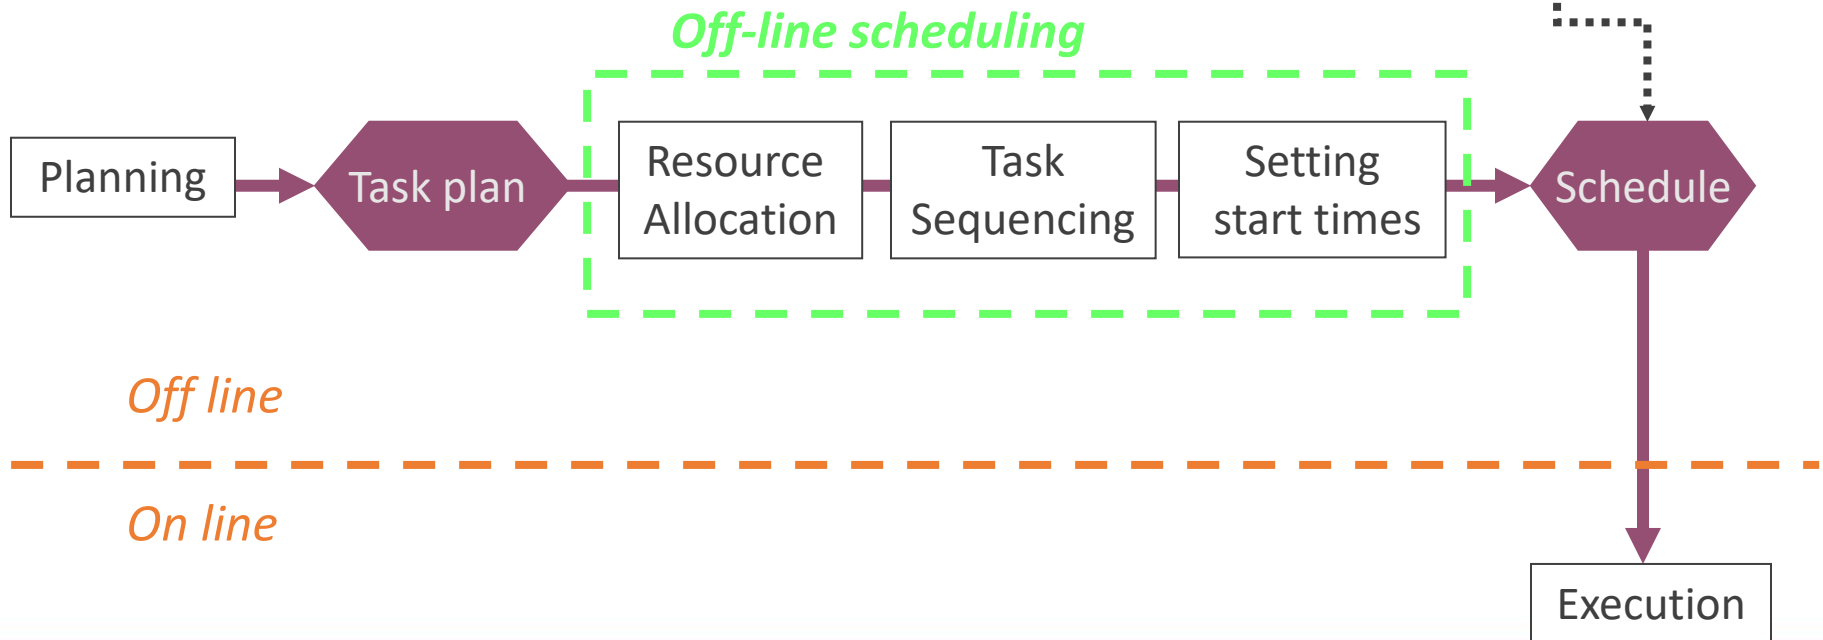 Off-line scheduling
Planning
Task plan
Resource
Allocation
Task
Sequencing
Setting
start times
Schedule
Off line
On line
Execution